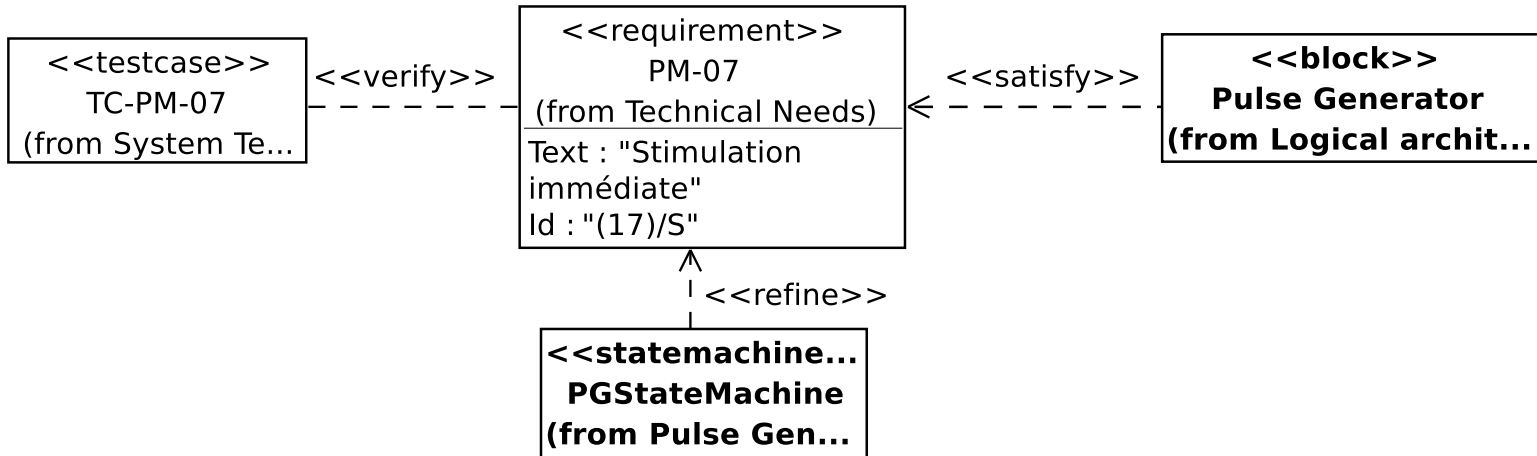 <<testcase>>
TC-PM-07
(from System Te...
<<verify>>
<<requirement>>
PM-07
(from Technical Needs)
Text : "Stimulation
immédiate"
Id : "(17)/S"
<<satisfy>>
<<block>>
Pulse Generator
(from Logical archit...
<<refine>>
<<statemachine...
PGStateMachine
(from Pulse Gen...